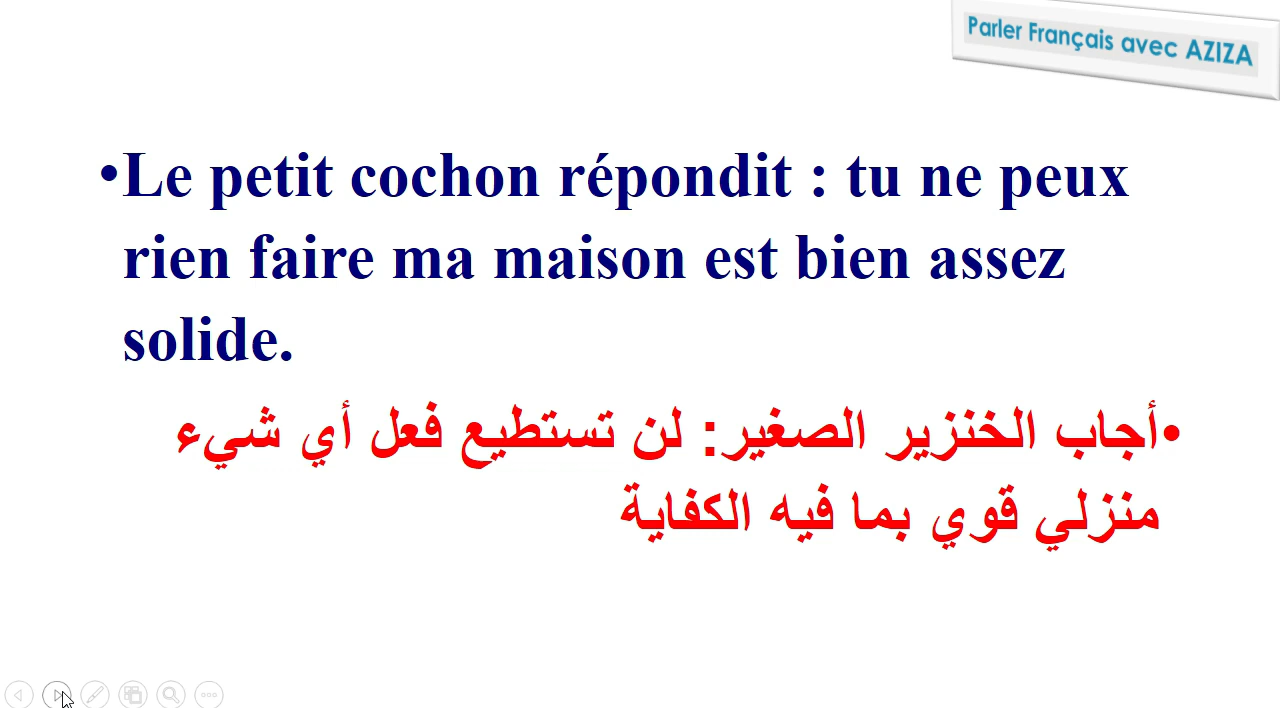 Parler Français avec AZIZA
•Le petit cochon répondit : tu ne peux
rien faire ma maison est bien assez
solide.
•أجاب الخنزير الصغير: لن تستطيع فعل أي شيء
منزلي قوي بما فيه الكفاية